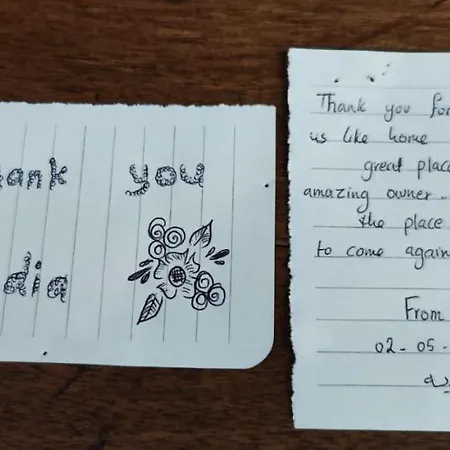 ank you
Thank you for
us like home
great place
amazing owner.
the place
to come again
From
02-05-